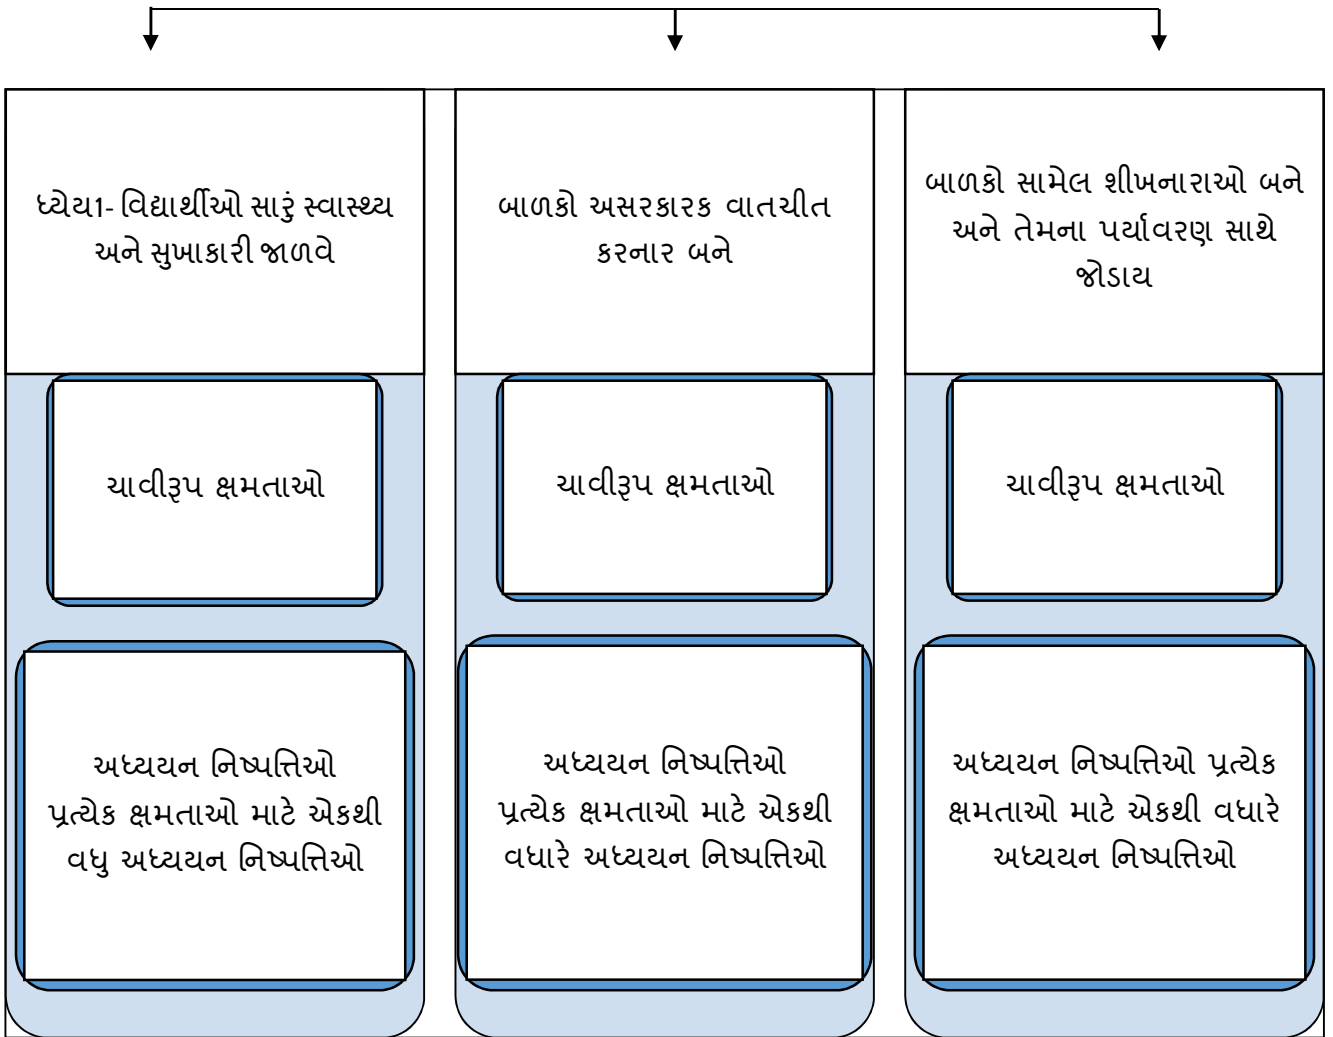 ધ્યેય1- વિદ્યાર્થીઓ સારું સ્વાસ્થ્ય
અને સુખાકારી જાળવે
બાળકો અસરકારક વાતચીત
કરનાર બને
બાળકો સામેલ શીખનારાઓ બને
અને તેમના પર્યાવરણ સાથે
જોડાય
ચાવીરૂપ ક્ષમતાઓ
ચાવીરૂપ ક્ષમતાઓ
ચાવીરૂપ ક્ષમતાઓ
અધ્યયન નિષ્પત્તિઓ
પ્રત્યેક ક્ષમતાઓ માટે એકથી
વધુ અધ્યયન નિષ્પત્તિઓ
અધ્યયન નિષ્પત્તિઓ
પ્રત્યેક ક્ષમતાઓ માટે એકથી
વધારે અધ્યયન નિષ્પત્તિઓ
અધ્યયન નિષ્પત્તિઓ પ્રત્યેક
ક્ષમતાઓ માટે એકથી વધારે
અધ્યયન નિષ્પત્તિઓ